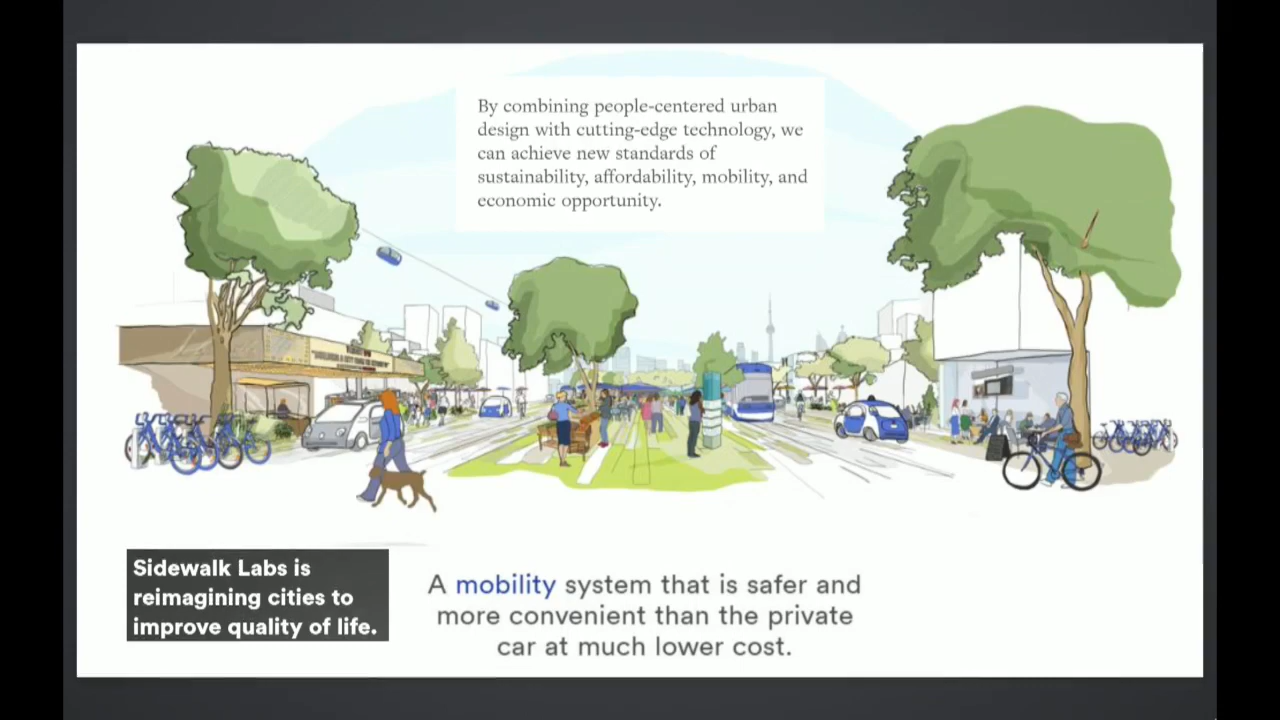 By combining people-centered urban
design with cutting-edge technology, we
can achieve new standards of
sustainability, affordability, mobility, and
economic opportunity.
Sidewalk Labs is
reimagining cities to
improve quality of life.
A mobility system that is safer and
more convenient than the private
car at much lower cost.